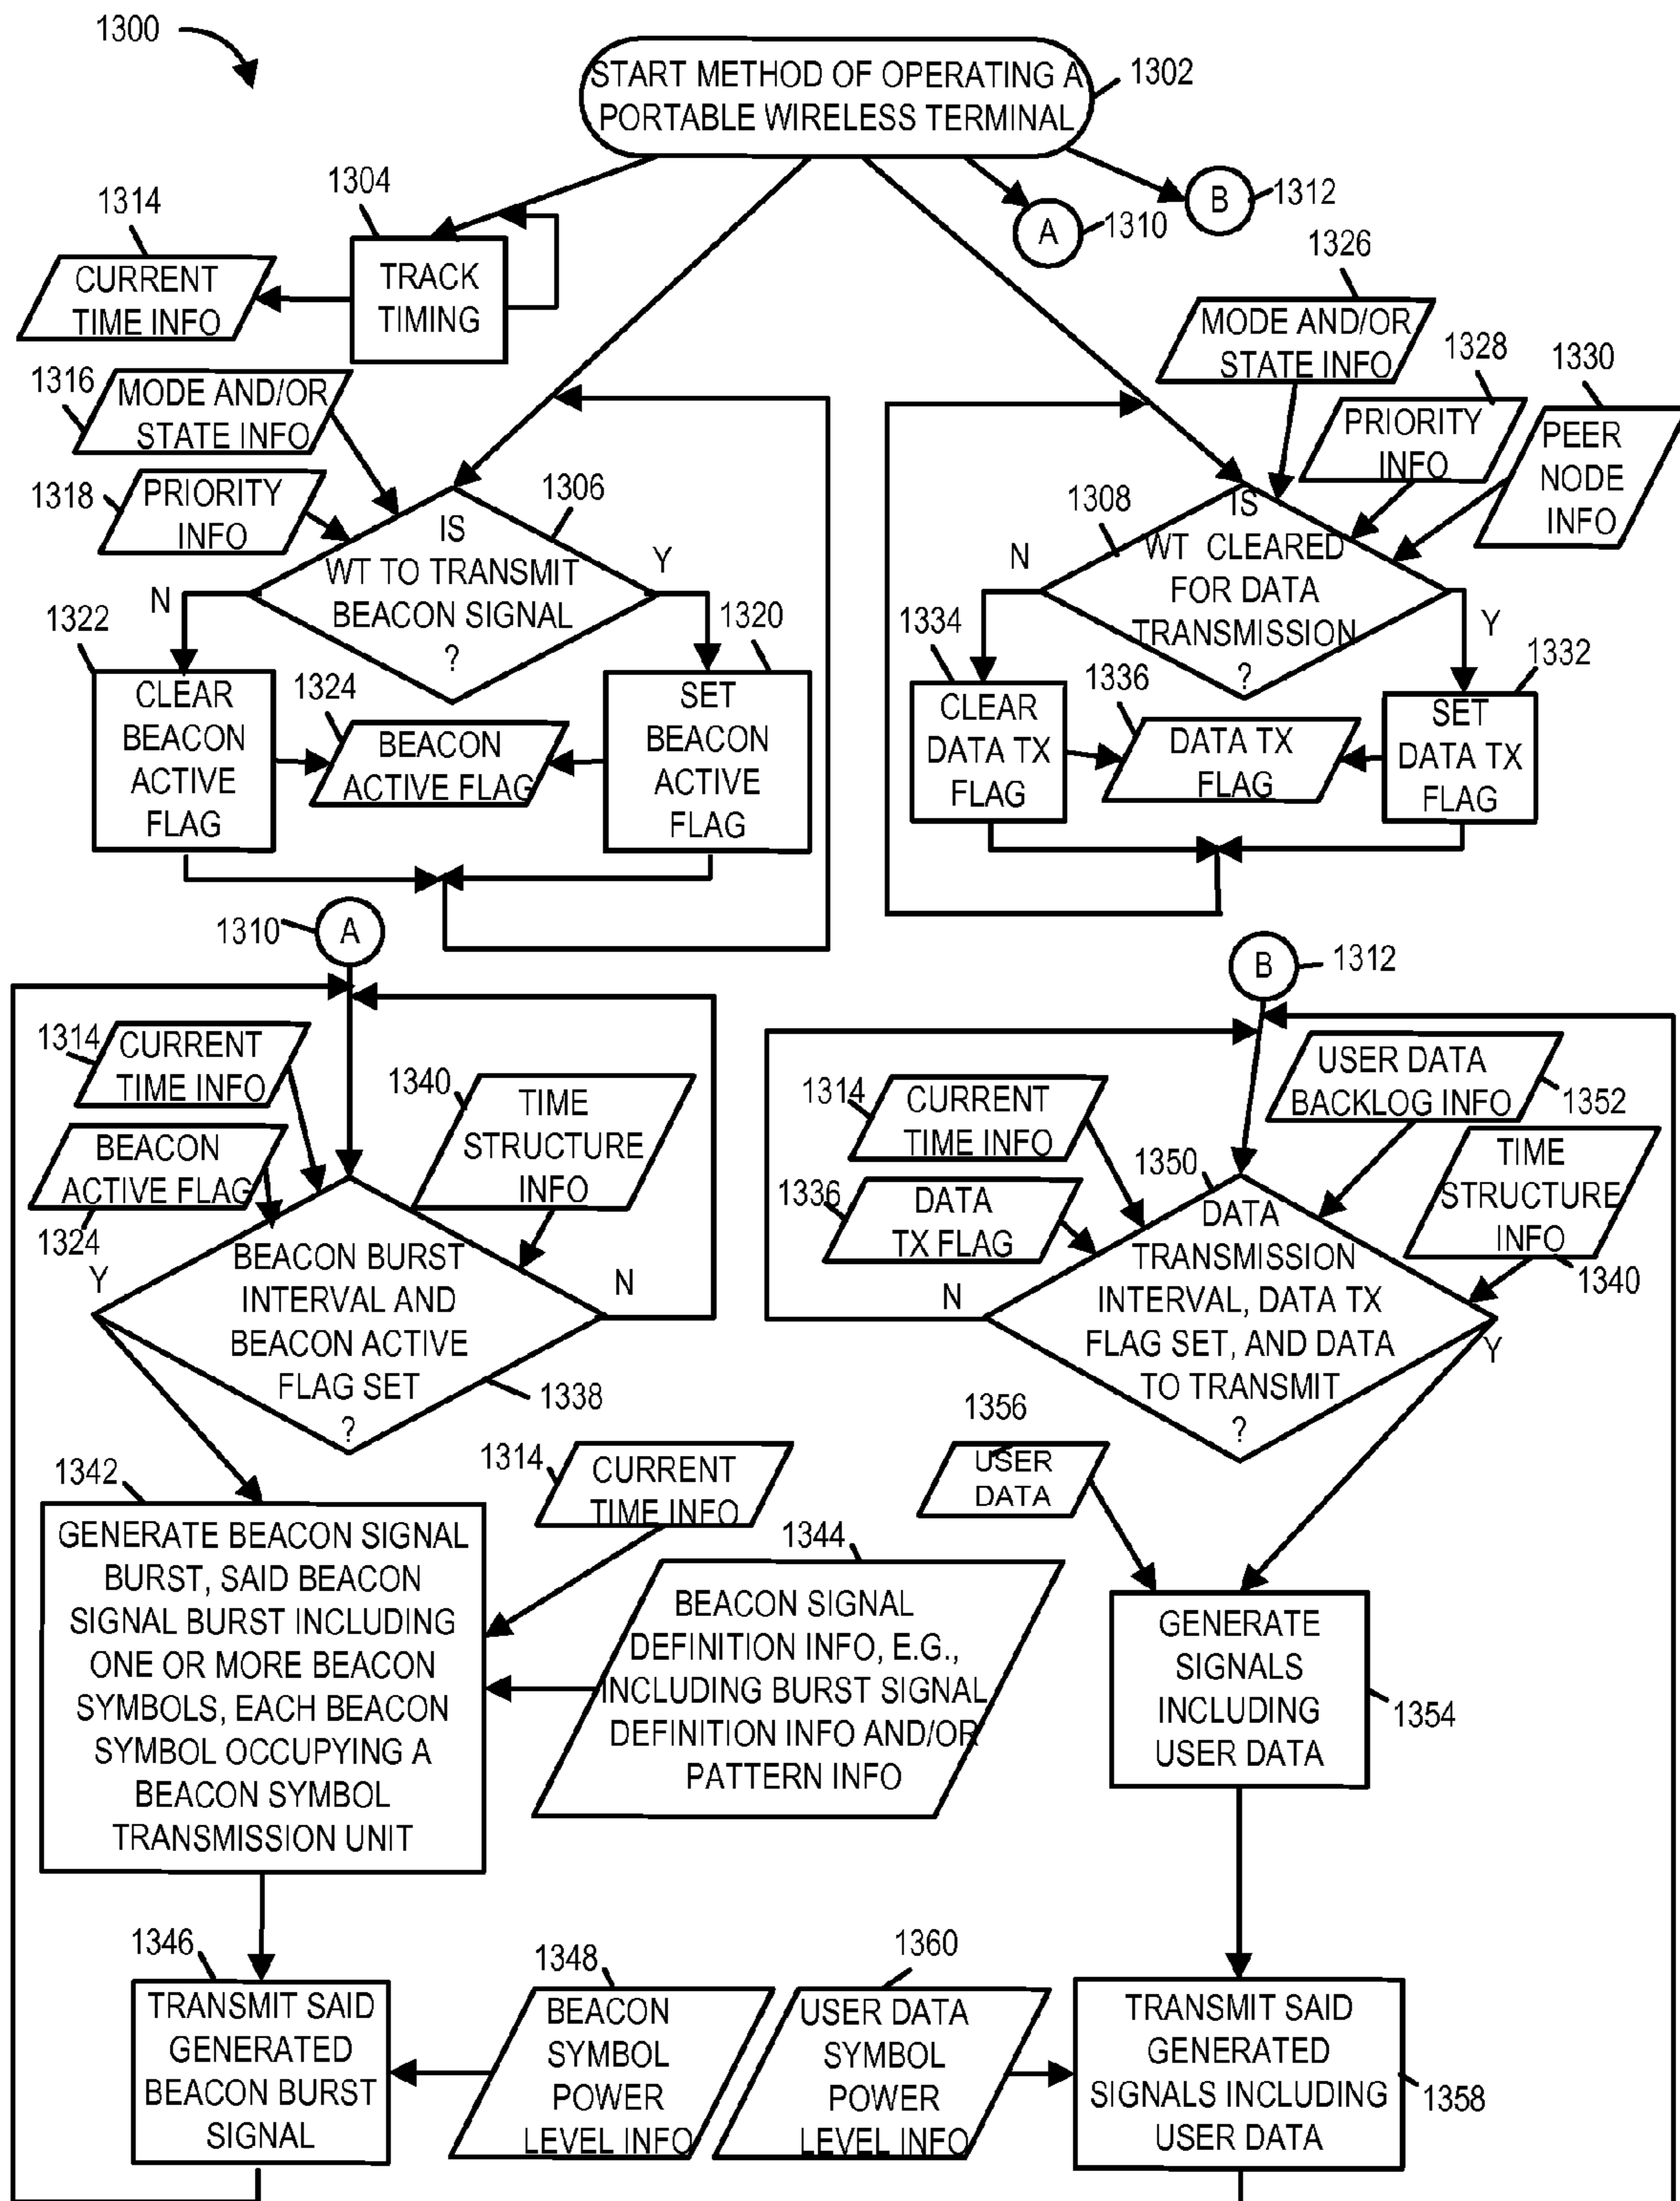 1300
START METHOD OF OPERATING A
PORTABLE WIRELESS TERMINAL
1302
1304
1314
CURRENT
TIME INFO
TRACK
TIMING
A
1310
B
1312
1326
MODE AND/OR
STATE INFO
1328
PRIORITY
INFO
1330
PEER
NODE
INFO
1316
MODE AND/OR
STATE INFO
1318
PRIORITY
INFO
1306
IS
WT TO TRANSMIT
BEACON SIGNAL
?
N
Y
1322
CLEAR
BEACON
ACTIVE
FLAG
1324
BEACON
ACTIVE FLAG
1320
SET
BEACON
ACTIVE
FLAG
1308
IS
WT CLEARED
FOR DATA
TRANSMISSION
?
N
Y
1334
CLEAR
DATA TX
FLAG
1336
DATA TX
FLAG
1332
SET
DATA TX
FLAG
1310
A
1314
CURRENT
TIME INFO
BEACON
ACTIVE FLAG
1324
1340
TIME
STRUCTURE
INFO
Y
N
BEACON BURST
INTERVAL AND
BEACON ACTIVE
FLAG SET
?
1338
B
1312
1314
CURRENT
TIME INFO
1336
DATA
TX FLAG
USER DATA
BACKLOG INFO
1352
TIME
STRUCTURE
INFO
1340
1350
DATA
TRANSMISSION
INTERVAL, DATA TX
FLAG SET, AND DATA
TO TRANSMIT
?
N
Y
1342
GENERATE BEACON SIGNAL
BURST, SAID BEACON
SIGNAL BURST INCLUDING
ONE OR MORE BEACON
SYMBOLS, EACH BEACON
SYMBOL OCCUPYING A
BEACON SYMBOL
TRANSMISSION UNIT
1314
CURRENT
TIME INFO
1344
BEACON SIGNAL
DEFINITION INFO, E.G.,
INCLUDING BURST SIGNAL
DEFINITION INFO AND/OR
PATTERN INFO
1356
USER
DATA
GENERATE
SIGNALS
INCLUDING
USER DATA
1354
1346
TRANSMIT SAID
GENERATED
BEACON BURST
SIGNAL
1348
BEACON
SYMBOL
POWER
LEVEL INFO
1360
USER DATA
SYMBOL
POWER
LEVEL INFO
TRANSMIT SAID
GENERATED
SIGNALS INCLUDING
USER DATA
1358